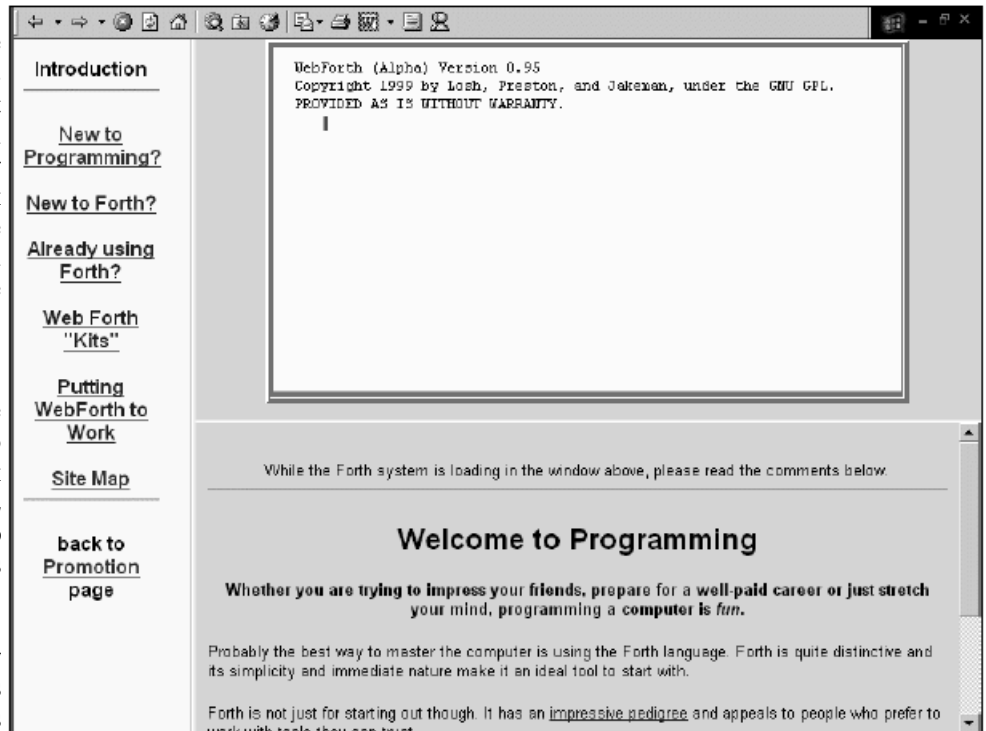 Introduction
New to
Programming?
New to Forth?
Already using
Forth?
Web Forth
"Kits"
Putting
WebForth to
Work
Site Map
back to
Promotion
page
WebForth (Alpha) Version 0.95
Copyright 1999 by Losh, Preston, and Jakeman, under the GNU GPL.
PROVIDED AS IS WITHOUT WARRANTY.
While the Forth system is loading in the window above, please read the comments below.
Welcome to Programming
Whether you are trying to impress your friends, prepare for a well-paid career or just stretch
your mind, programming a computer is fun.
Probably the best way to master the computer is using the Forth language. Forth is quite distinctive and
its simplicity and immediate nature make it an ideal tool to start with.
Forth is not just for starting out though. It has an impressive pedigree and appeals to people who prefer to
work with tools they can trust